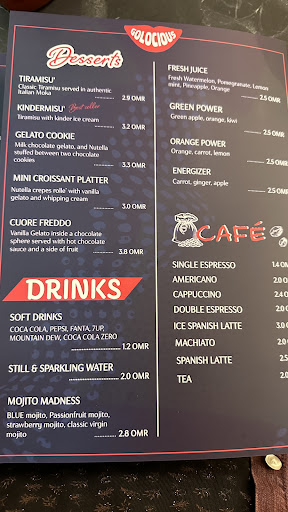 GOLOCIOUS
Desserts
TIRAMISU'
Classic Tiramisu served in authentic
Italian Moka
2.9 OMR
KINDERMISU' Best seller
Tiramisu with kinder ice cream
3.2 OMR
GELATO COOKIE
Milk chocolate gelato, and Nutella
stuffed between two chocolate
cookies
3.3 OMR
MINI CROISSANT PLATTER
Nutella crepes rolle' with vanilla
gelato and whipping cream
3.0 OMR
CUORE FREDDO
Vanilla Gelato inside a chocolate
sphere served with hot chocolate
sauce and a side of fruit
3.8 OMR
DRINKS
SOFT DRINKS
COCA COLA, PEPSI, FANTA, 7UP,
MOUNTAIN DEW, COCA COLA ZERO
1.2 OMR
STILL & SPARKLING WATER
2.0 OMR
MOJITO MADNESS
BLUE mojito, Passionfruit mojito,
strawberry mojito, classic virgin
mojito
2.8 OMR
FRESH JUICE
Fresh Watermelon, Pomegranate, Lemon
mint, Pineapple, Orange
2.5 OMR
GREEN POWER
Green apple, orange, kiwi
2.5 OMR
ORANGE POWER
Orange, carrot, lemon
2.5 OMR
ENERGIZER
Carrot, ginger, apple
2.5 OMR
CAFÉ
SINGLE ESPRESSO 1.4
AMERICANO
CAPPUCCINO 2.4
DOUBLE ESPRESSO
ICE SPANISH LATTE
MACHIATO
SPANISH LATTE
TEA